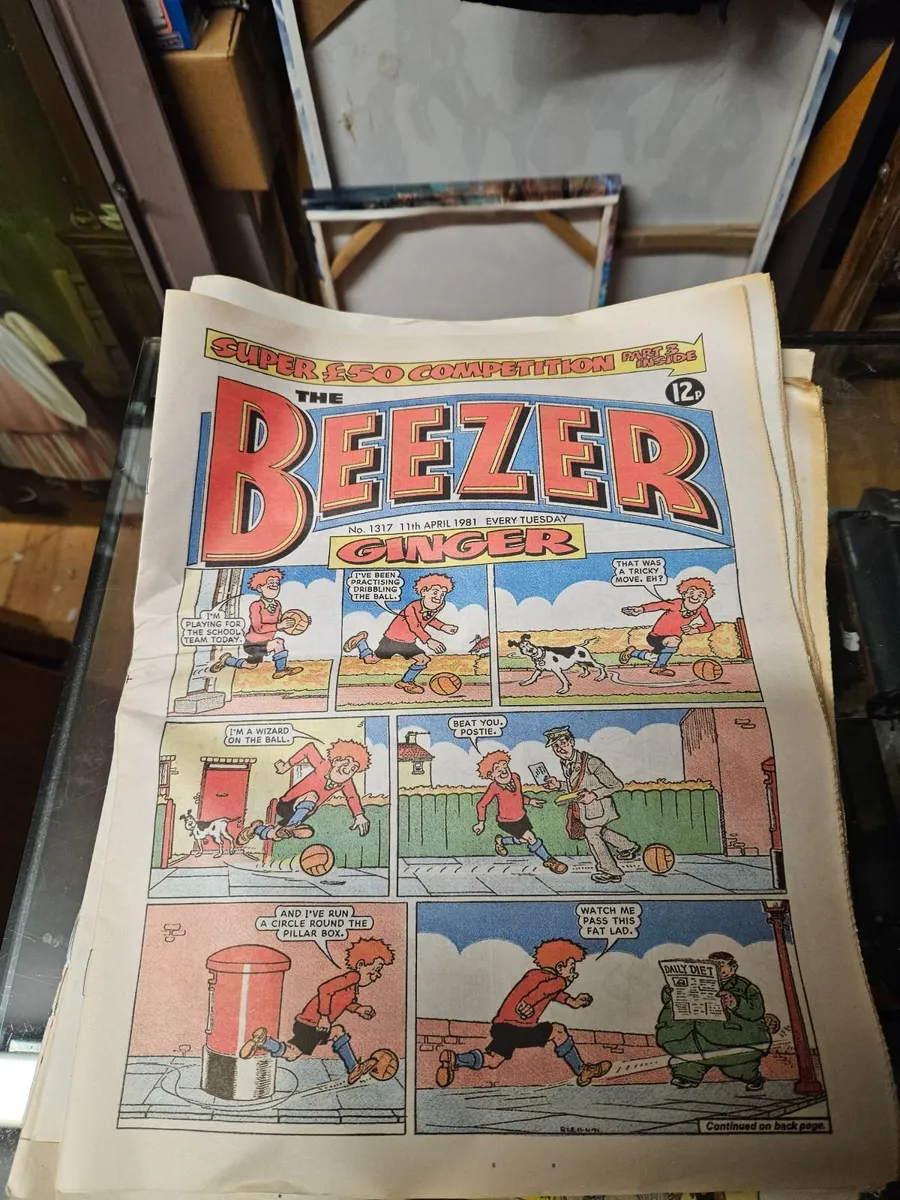 SUPER £50 COMPETITION PART 3 INSIDE
THE
BEEZER
12p
No. 1317 11th APRIL 1981 EVERY TUESDAY
GINGER
I'M
PLAYING FOR
THE SCHOOL
TEAM TODAY.
I'VE BEEN
PRACTISING
DRIBBLING
THE BALL.
THAT WAS
A TRICKY
MOVE, EH?
I'M A WIZARD
ON THE BALL.
BEAT YOU,
POSTIE.
AND I'VE RUN
A CIRCLE ROUND THE
PILLAR BOX.
WATCH ME
PASS THIS
FAT LAD.
DAILY DIET
Continued on back page.